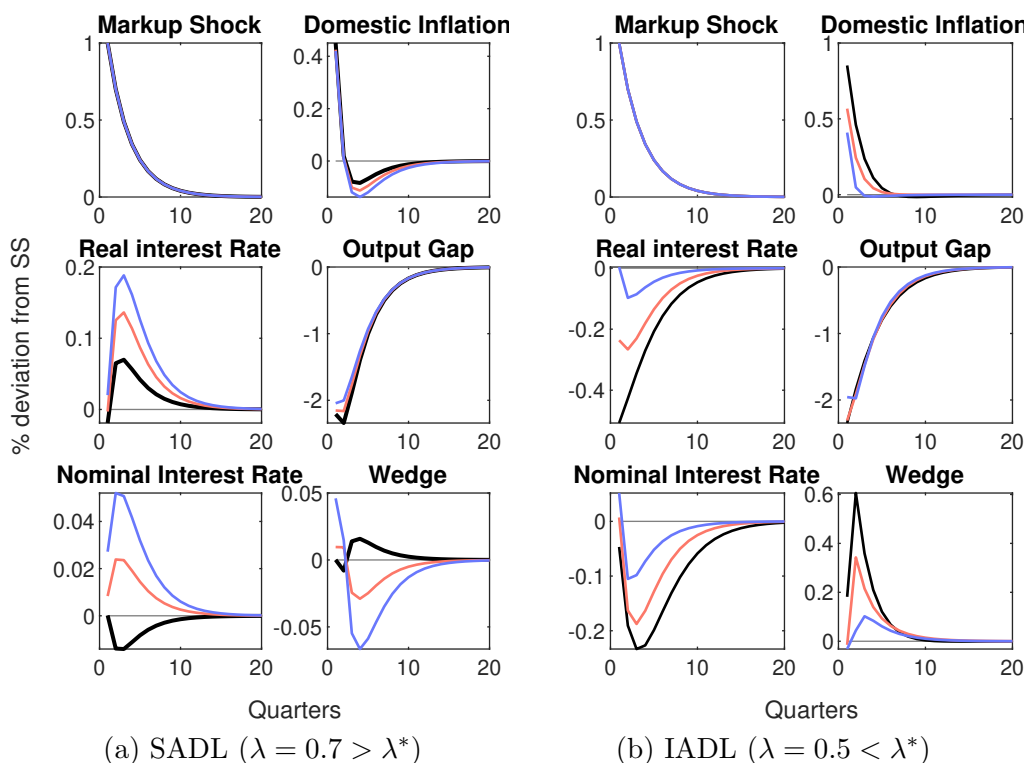 Markup Shock Domestic Inflation Markup Shock Domestic Inflation
1 0.4 1 1
0.5 0.2 0.5 0.5
0 0 0 0
0 10 20 0 10 20 0 10 20 0 10 20
Real interest Rate Output Gap Real interest Rate Output Gap
0.2 0 0 0
0.1 -1 -0.2 -1
0 -2 -0.4 -2
0 10 20 0 10 20 0 10 20 0 10 20
% deviation from SS
Nominal Interest Rate Wedge Nominal Interest Rate Wedge
0.04 0.05 0 0.6
0.02 0 -0.1 0.4
0 -0.05 -0.2 0.2
0
0 10 20 0 10 20 0 10 20 0 10 20
Quarters Quarters
(a) SADL (λ = 0.7 > λ*) (b) IADL (λ = 0.5 < λ*)